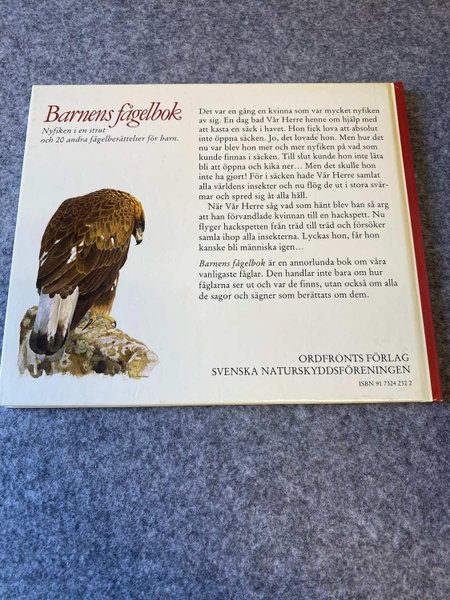 Barnens fågelbok
Nyfiken i en strut
och 20 andra fågelberättelser för barn.
Det var en gång en kvinna som var mycket nyfiken
av sig. En dag bad Vår Herre henne om hjälp med
att kasta en säck i havet. Hon fick lova att absolut
inte öppna säcken. Jo, det lovade hon. Men hur det
nu var blev hon mer och mer nyfiken på vad som
kunde finnas i säcken. Till slut kunde hon inte låta
bli att öppna och kika ner… Men det skulle hon
inte ha gjort! För i säcken hade Vår Herre samlat
alla världens insekter och nu flög de ut i stora svär-
mar och spred sig åt alla håll.
När Vår Herre såg vad som hänt blev han så arg
att han förvandlade kvinnan till en hackspett. Nu
flyger hackspetten från träd till träd och försöker
samla ihop alla insekterna. Lyckas hon, får hon
kanske bli människa igen…
Barnens fågelbok är en annorlunda bok om våra
vanligaste fåglar. Den handlar inte bara om hur
fåglarna ser ut och var de finns, utan också om alla
de sagor och sägner som berättats om dem.
ORDFRONTS FÖRLAG
SVENSKA NATURSKYDDSFÖRENINGEN
ISBN 91 7324 232 2